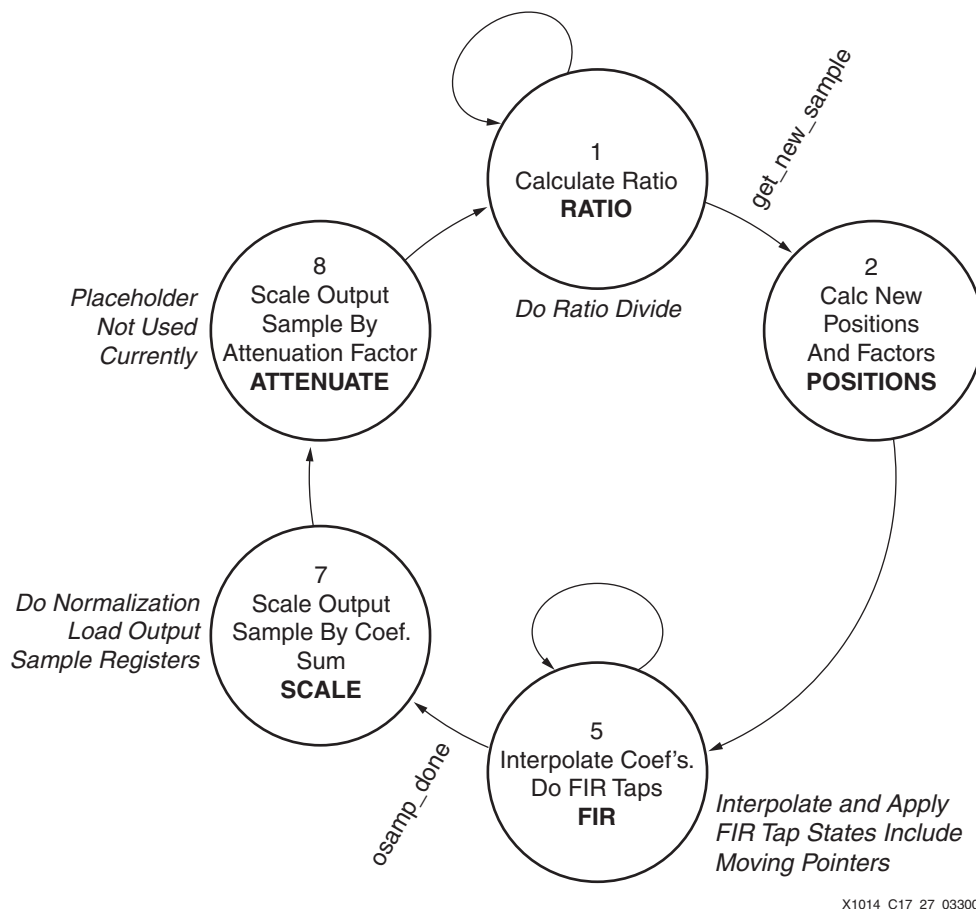 1
Calculate Ratio
RATIO
get_new_sample
Do Ratio Divide
2
Calc New
Positions
And Factors
POSITIONS
8
Scale Output
Sample By
Attenuation Factor
ATTENUATE
Placeholder
Not Used
Currently
7
Scale Output
Sample By Coef.
Sum
SCALE
Do Normalization
Load Output
Sample Registers
osamp_done
5
Interpolate Coef's.
Do FIR Taps
FIR
Interpolate and Apply
FIR Tap States Include
Moving Pointers
X1014_C17_27_03300